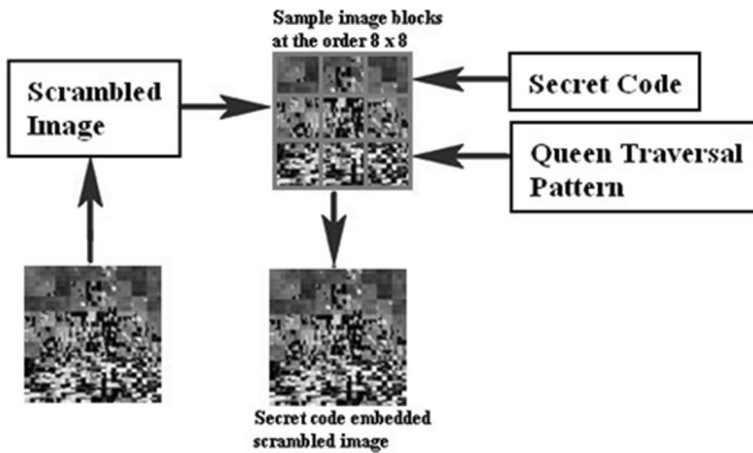 Sample image blocks
at the order 8 x 8
Scrambled
Image
Secret Code
Queen Traversal
Pattern
Secret code embedded
scrambled image